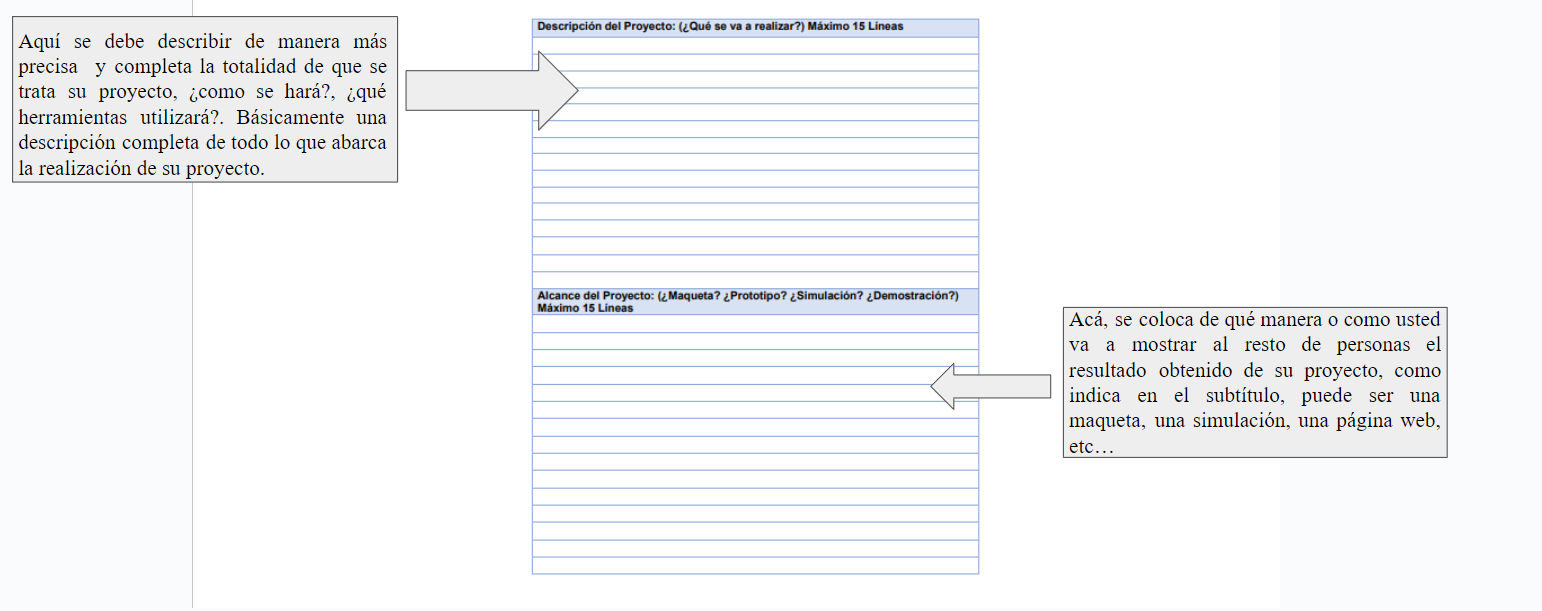 Aquí se debe describir de manera más
precisa y completa la totalidad de que se
trata su proyecto, ¿como se hará?, ¿qué
herramientas utilizará?. Básicamente una
descripción completa de todo lo que abarca
la realización de su proyecto.
Descripción del Proyecto: (¿Qué se va a realizar?) Máximo 15 Líneas
Alcance del Proyecto: (¿Maqueta? ¿Prototipo? ¿Simulación? ¿Demostración?)
Máximo 15 Líneas
Acá, se coloca de qué manera o como usted
va a mostrar al resto de personas el
resultado obtenido de su proyecto, como
indica en el subtítulo, puede ser una
maqueta, una simulación, una página web,
etc…